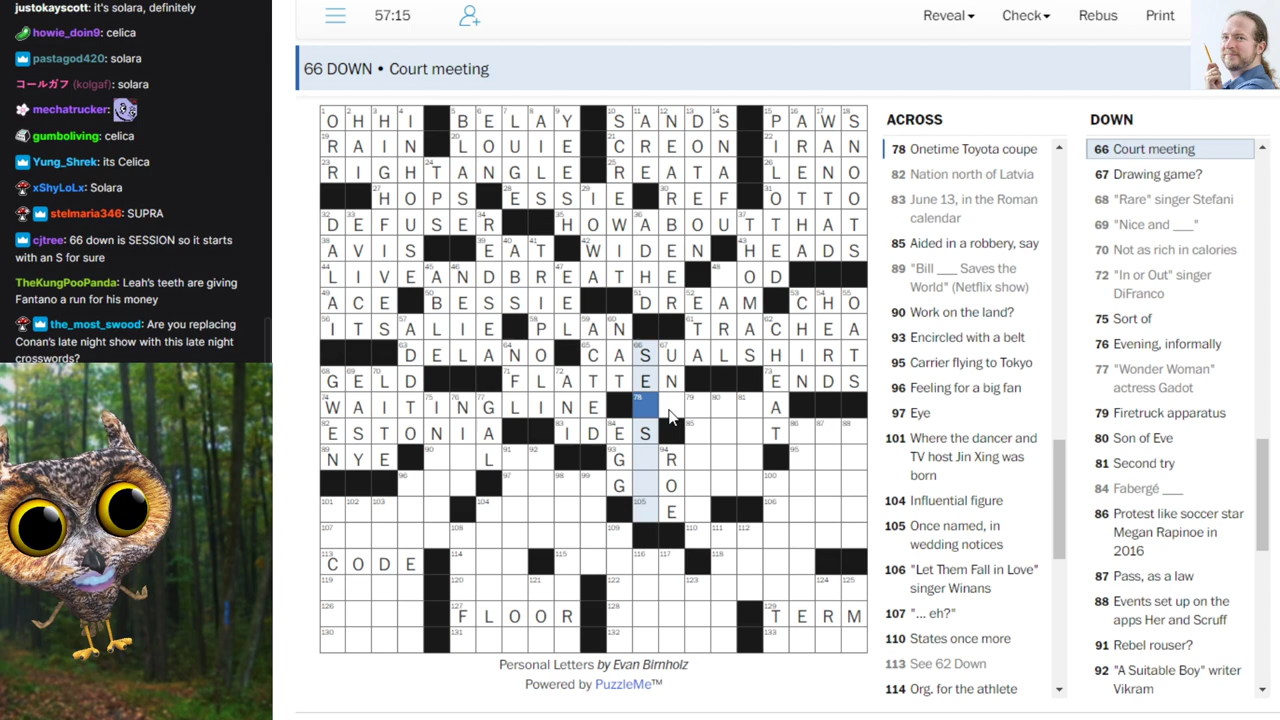 justokayscott: it's solara, definitely
howie_doin9: celica
pastagod420: solara
コールガフ (kolgaf): solara
mechatrucker:
gumboliving: celica
Yung_Shrek: its Celica
xShyLoLx: Solara
stelmaria346: SUPRA
cjtree: 66 down is SESSION so it starts
with an S for sure
TheKungPooPanda: Leah's teeth are giving
Fantano a run for his money
the_most_swood: Are you replacing
Conan's late night show with this late night
crosswords?
57:15
Reveal
Check
Rebus
Print
66 DOWN • Court meeting
O H H I B E L A Y S A N D S P A W S
R A I N L O U I E C R E O N I R A N
R I G H T A N G L E R E A T A L E N O
H O P S E S S I E R E F O T T O
D E F U S E R H O W A B O U T T H A T
A V I S E A T W I D E N H E A D S
L I V E A N D B R E A T H E O D
A C E B E S S I E D R E A M C H O
I T S A L I E P L A N T R A C H E A
D E L A N O C A S U A L S H I R T
G E L D F L A T T E N E N D S
W A I T I N G L I N E A
E S T O N I A I D E S T
N Y E L G R
G O
E
C O D E
F L O O R T E R M
Personal Letters by Evan Birnholz
Powered by PuzzleMe™
ACROSS
78 Onetime Toyota coupe
82 Nation north of Latvia
83 June 13, in the Roman
calendar
85 Aided in a robbery, say
89 "Bill ___ Saves the
World" (Netflix show)
90 Work on the land?
93 Encircled with a belt
95 Carrier flying to Tokyo
96 Feeling for a big fan
97 Eye
101 Where the dancer and
TV host Jin Xing was
born
104 Influential figure
105 Once named, in
wedding notices
106 "Let Them Fall in Love"
singer Winans
107 "... eh?"
110 States once more
113 See 62 Down
114 Org. for the athlete
DOWN
66 Court meeting
67 Drawing game?
68 "Rare" singer Stefani
69 "Nice and ___"
70 Not as rich in calories
72 "In or Out" singer
DiFranco
75 Sort of
76 Evening, informally
77 "Wonder Woman"
actress Gadot
79 Firetruck apparatus
80 Son of Eve
81 Second try
84 Fabergé ___
86 Protest like soccer star
Megan Rapinoe in
2016
87 Pass, as a law
88 Events set up on the
apps Her and Scruff
91 Rebel rouser?
92 "A Suitable Boy" writer
Vikram